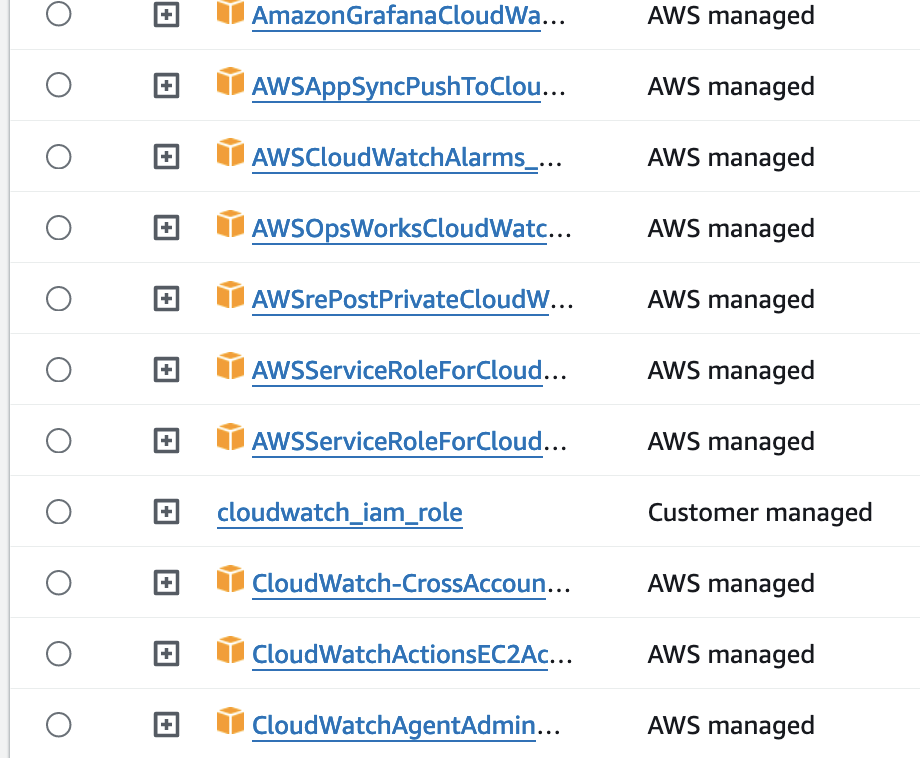 AmazonGrafanaCloudWa... AWS managed
AWSAppSyncPushToClou... AWS managed
AWSCloudWatchAlarms_... AWS managed
AWSOpsWorksCloudWatc... AWS managed
AWSrePostPrivateCloudW... AWS managed
AWSServiceRoleForCloud... AWS managed
AWSServiceRoleForCloud... AWS managed
cloudwatch_iam_role Customer managed
CloudWatch-CrossAccoun... AWS managed
CloudWatchActionsEC2Ac... AWS managed
CloudWatchAgentAdmin... AWS managed